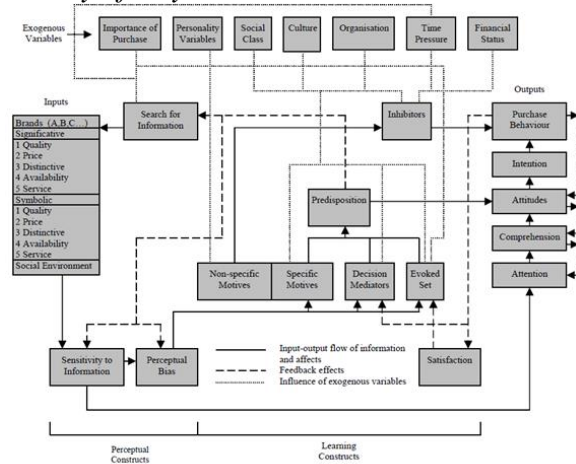 Exogenous
Variables
Importance of
Purchase
Personality
Variables
Social
Class
Culture
Organisation
Time
Pressure
Financial
Status
Inputs
Outputs
Brands (A,B,C...)
Significative
1 Quality
2 Price
3 Distinctive
4 Availability
5 Service
Symbolic
1 Quality
2 Price
3 Distinctive
4 Availability
5 Service
Social Environment
Search for
Information
Inhibitors
Purchase
Behaviour
Intention
Predisposition
Attitudes
Comprehension
Non-specific
Motives
Specific
Motives
Decision
Mediators
Evoked
Set
Attention
Sensitivity to
Information
Perceptual
Bias
Input-output flow of information
and affects
Feedback effects
Influence of exogenous variables
Satisfaction
Perceptual
Constructs
Learning
Constructs